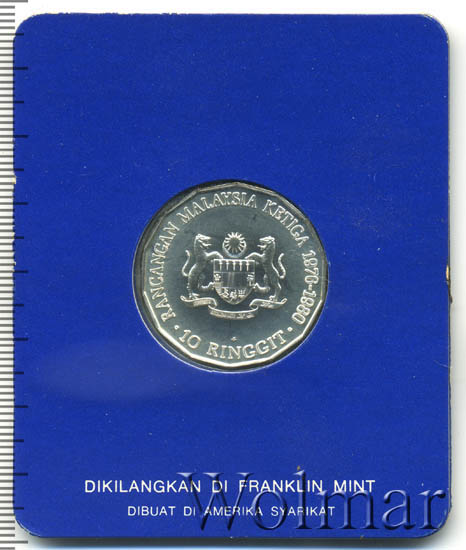 RANCANGAN MALAYSIA KETIGA 1976-1980
· 10 RINGGIT ·
DIKILANGKAN DI FRANKLIN MINT
DIBUAT DI AMERIKA SYARIKAT
Wolmar